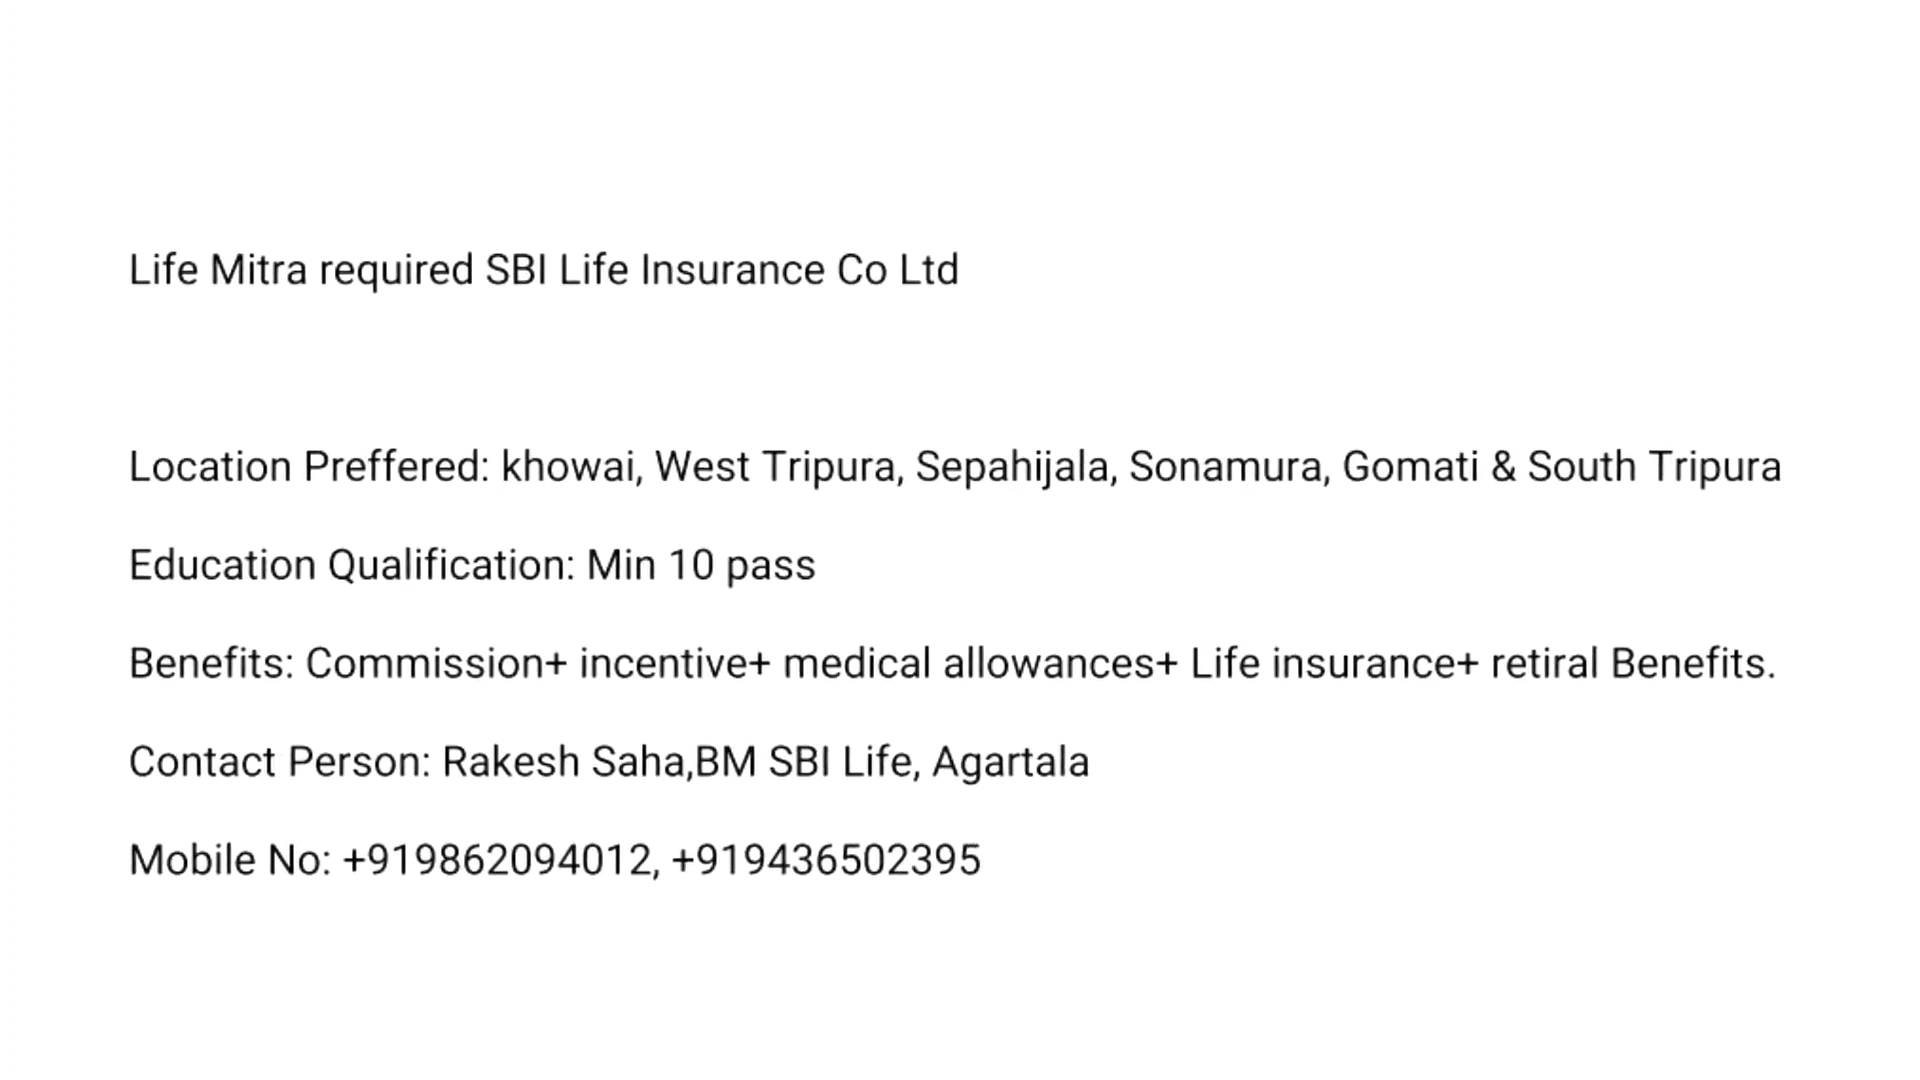 Life Mitra required SBI Life Insurance Co Ltd
Location Preffered: khowai, West Tripura, Sepahijala, Sonamura, Gomati & South Tripura
Education Qualification: Min 10 pass
Benefits: Commission+ incentive+ medical allowances+ Life insurance+ retiral Benefits.
Contact Person: Rakesh Saha,BM SBI Life, Agartala
Mobile No: +919862094012, +919436502395